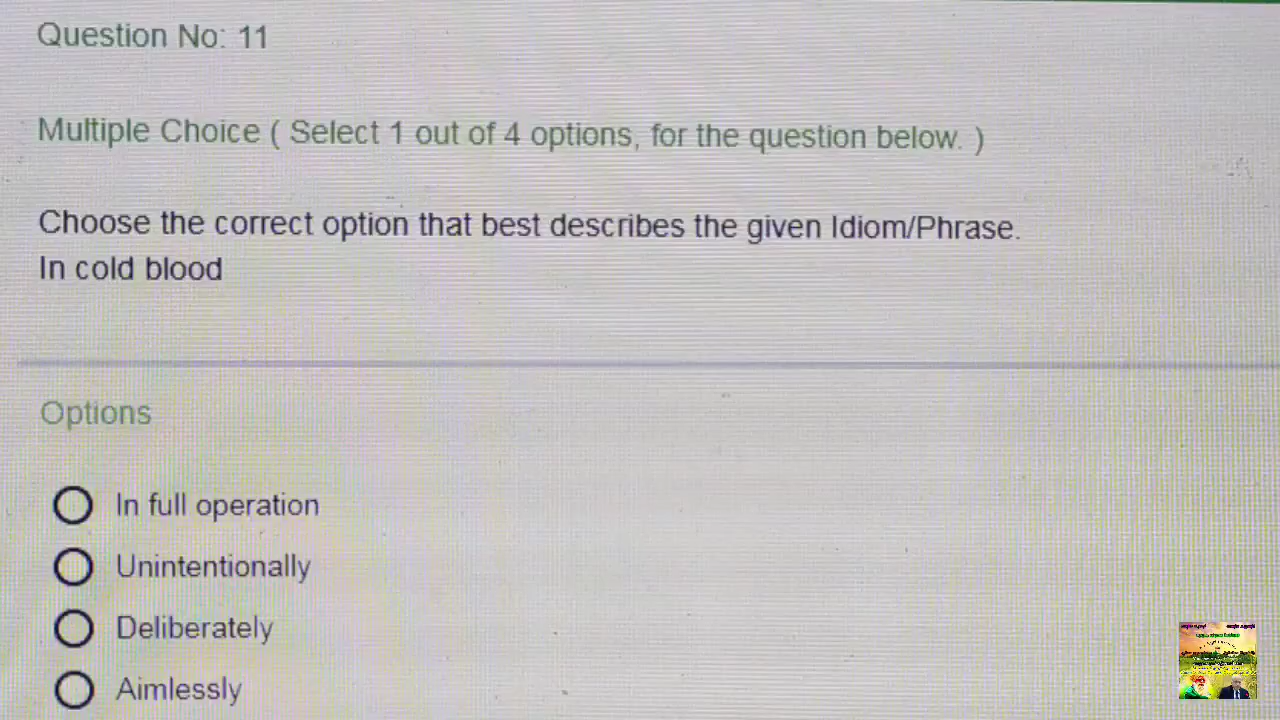 Question No: 11
Multiple Choice ( Select 1 out of 4 options, for the question below. )
Choose the correct option that best describes the given Idiom/Phrase.
In cold blood
Options
In full operation
Unintentionally
Deliberately
Aimlessly